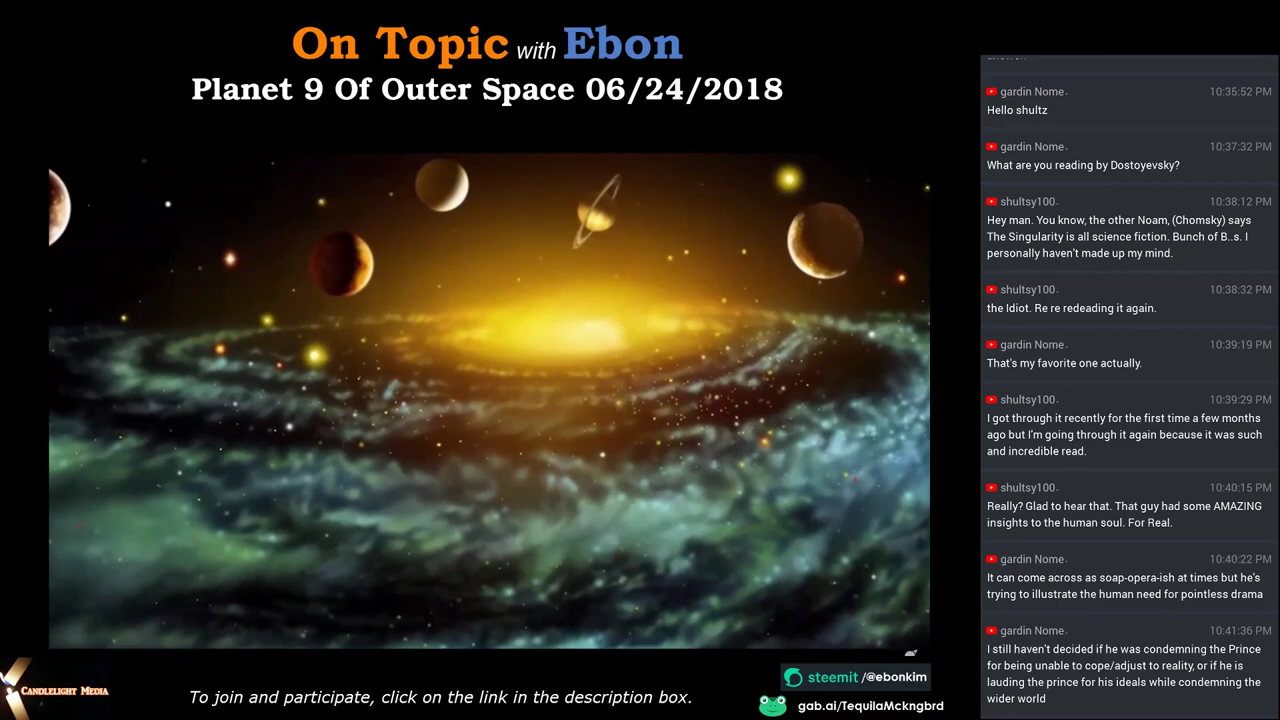 On Topic with Ebon
Planet 9 Of Outer Space 06/24/2018
gardin Nome. 10:35:52 PM
Hello shultz
gardin Nome. 10:37:32 PM
What are you reading by Dostoyevsky?
shultsy100. 10:38:12 PM
Hey man. You know, the other Noam, (Chomsky) says
The Singularity is all science fiction. Bunch of B..s. I
personally haven't made up my mind.
shultsy100. 10:38:32 PM
the Idiot. Re re redeading it again.
gardin Nome. 10:39:19 PM
That's my favorite one actually.
shultsy100. 10:39:29 PM
I got through it recently for the first time a few months
ago but I'm going through it again because it was such
and incredible read.
shultsy100. 10:40:15 PM
Really? Glad to hear that. That guy had some AMAZING
insights to the human soul. For Real.
gardin Nome. 10:40:22 PM
It can come across as soap-opera-ish at times but he's
trying to illustrate the human need for pointless drama
gardin Nome. 10:41:36 PM
I still haven't decided if he was condemning the Prince
for being unable to cope/adjust to reality, or if he is
lauding the prince for his ideals while condemning the
wider world
CANDLELIGHT MEDIA
To join and participate, click on the link in the description box.
steemit /@ebonkim
gab.ai/TequilaMckngbrd